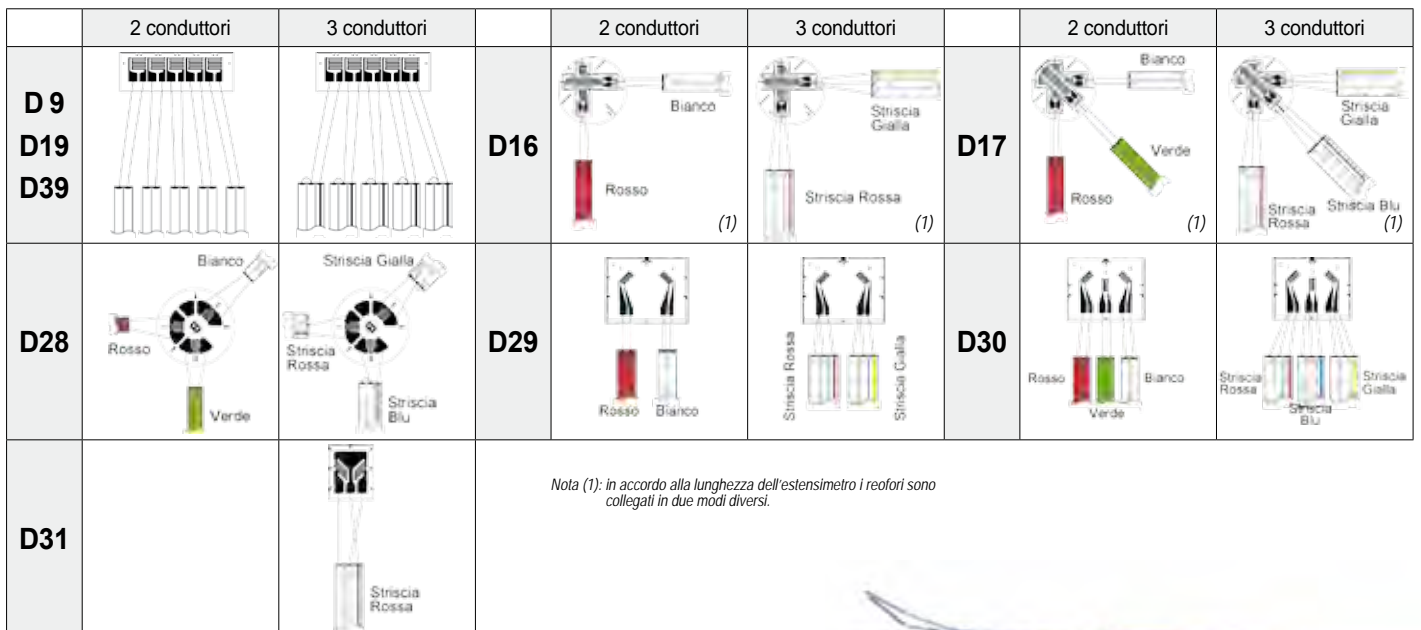 2 conduttori
3 conduttori
2 conduttori
3 conduttori
2 conduttori
3 conduttori
D 9
D19
D39
D16
Bianco
Rosso
(1)
Striscia
Gialla
Striscia Rossa
(1)
D17
Bianco
Verde
Rosso
(1)
Striscia
Gialla
Striscia
Rossa
Striscia Blu
(1)
D28
Bianco
Rosso
Verde
Striscia Gialla
Striscia
Rossa
Striscia
Blu
D29
Rosso
Bianco
Striscia Rossa
Striscia Gialla
D30
Rosso
Verde
Bianco
Striscia
Rossa
Striscia
Blu
Striscia
Gialla
D31
Striscia
Rossa
Nota (1): in accordo alla lunghezza dell'estensimetro i reofori sono
collegati in due modi diversi.